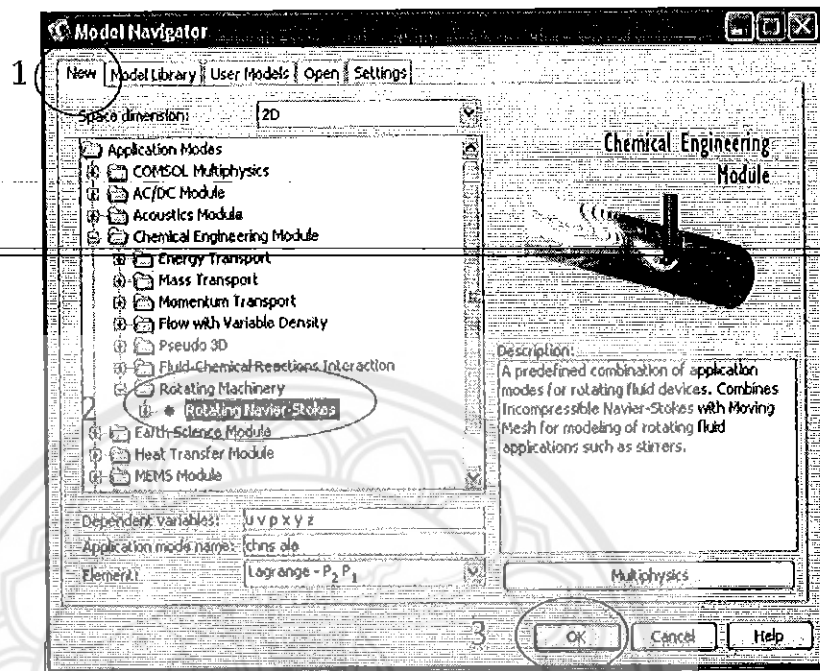 Model Navigator
1
New Model Library User Models Open Settings
Space dimension: 2D
Application Modes
COMSOL Multiphysics
AC/DC Module
Acoustics Module
Chemical Engineering Module
Energy Transport
Mass Transport
Momentum Transport
Flow with Variable Density
Pseudo 3D
Fluid-Chemical Reactions Interaction
Rotating Machinery
2
Rotating Navier-Stokes
Earth Science Module
Heat Transfer Module
MEMS Module
Dependent variables: u v p x y z
Application mode name: chns ale
Element: Lagrange - P2 P1
Chemical Engineering
Module
Description:
A predefined combination of application
modes for rotating fluid devices. Combines
Incompressible Navier-Stokes with Moving
Mesh for modeling of rotating fluid
applications such as stirrers.
Multiphysics
3
OK Cancel Help